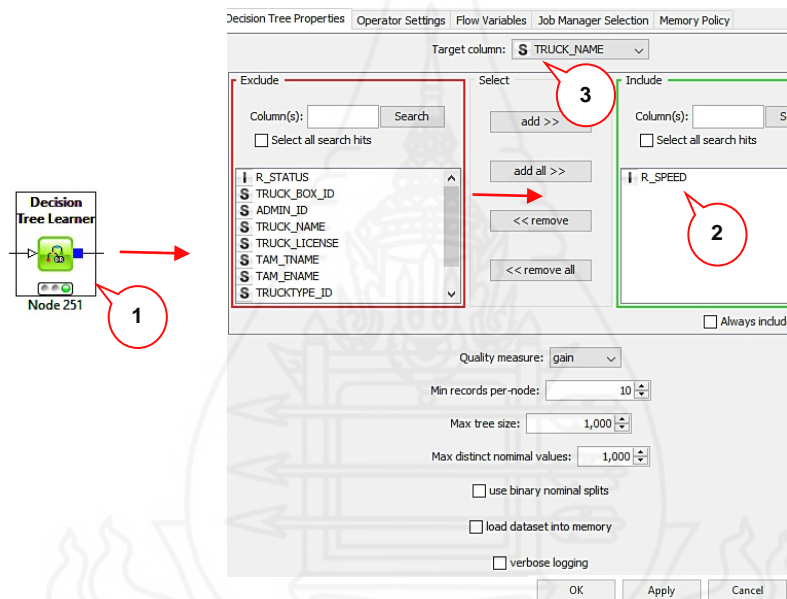 Decision Tree Properties Operator Settings Flow Variables Job Manager Selection Memory Policy
Target column: S TRUCK_NAME
3
Exclude Select Include
Column(s): Search add >> Column(s):
Select all search hits Select all search hits
add all >>
I R_STATUS I R_SPEED
S TRUCK_BOX_ID
S ADMIN_ID
S TRUCK_NAME << remove 2
S TRUCK_LICENSE
S TAM_TNAME
S TAM_ENAME << remove all
S TRUCKTYPE_ID
Decision
Tree Learner
Node 251
1
Always include
Quality measure: gain
Min records per-node: 10
Max tree size: 1,000
Max distinct nomimal values: 1,000
use binary nominal splits
load dataset into memory
verbose logging
OK Apply Cancel